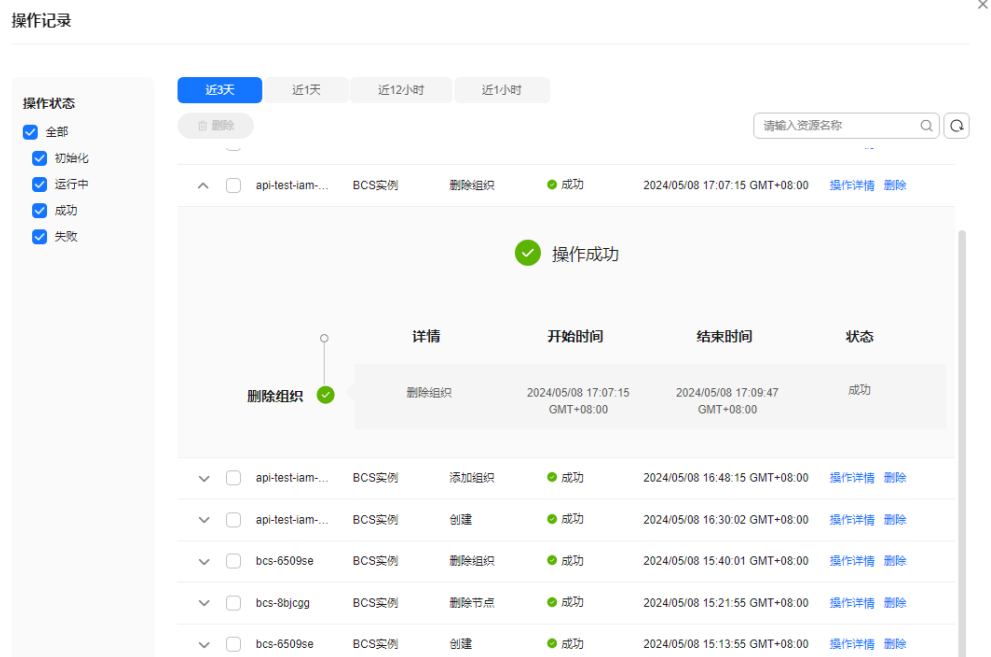 操作记录
操作状态
全部
初始化
运行中
成功
失败
近3天 近1天 近12小时 近1小时
删除
请输入资源名称
api-test-iam-... BCS实例 删除组织 成功 2024/05/08 17:07:15 GMT+08:00 操作详情 删除
操作成功
详情 开始时间 结束时间 状态
删除组织 删除组织 2024/05/08 17:07:15 2024/05/08 17:09:47 成功
GMT+08:00 GMT+08:00
api-test-iam-... BCS实例 添加组织 成功 2024/05/08 16:48:15 GMT+08:00 操作详情 删除
api-test-iam-... BCS实例 创建 成功 2024/05/08 16:30:02 GMT+08:00 操作详情 删除
bcs-6509se BCS实例 删除组织 成功 2024/05/08 15:40:01 GMT+08:00 操作详情 删除
bcs-8bjcgg BCS实例 删除节点 成功 2024/05/08 15:21:55 GMT+08:00 操作详情 删除
bcs-6509se BCS实例 创建 成功 2024/05/08 15:13:55 GMT+08:00 操作详情 删除